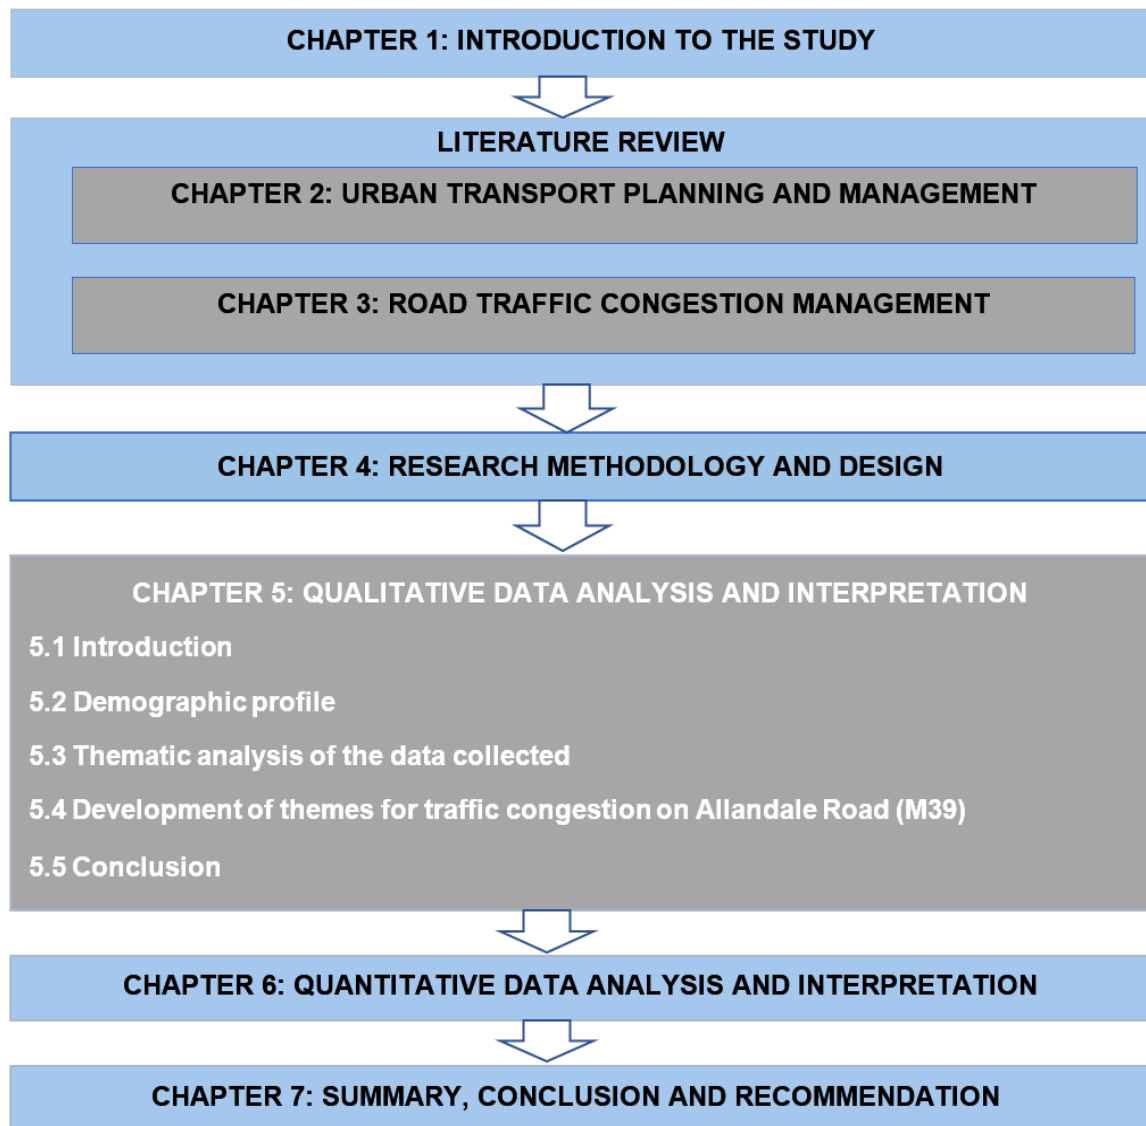 CHAPTER 1: INTRODUCTION TO THE STUDY
LITERATURE REVIEW
CHAPTER 2: URBAN TRANSPORT PLANNING AND MANAGEMENT
CHAPTER 3: ROAD TRAFFIC CONGESTION MANAGEMENT
CHAPTER 4: RESEARCH METHODOLOGY AND DESIGN
CHAPTER 5: QUALITATIVE DATA ANALYSIS AND INTERPRETATION
5.1 Introduction
5.2 Demographic profile
5.3 Thematic analysis of the data collected
5.4 Development of themes for traffic congestion on Allandale Road (M39)
5.5 Conclusion
CHAPTER 6: QUANTITATIVE DATA ANALYSIS AND INTERPRETATION
CHAPTER 7: SUMMARY, CONCLUSION AND RECOMMENDATION